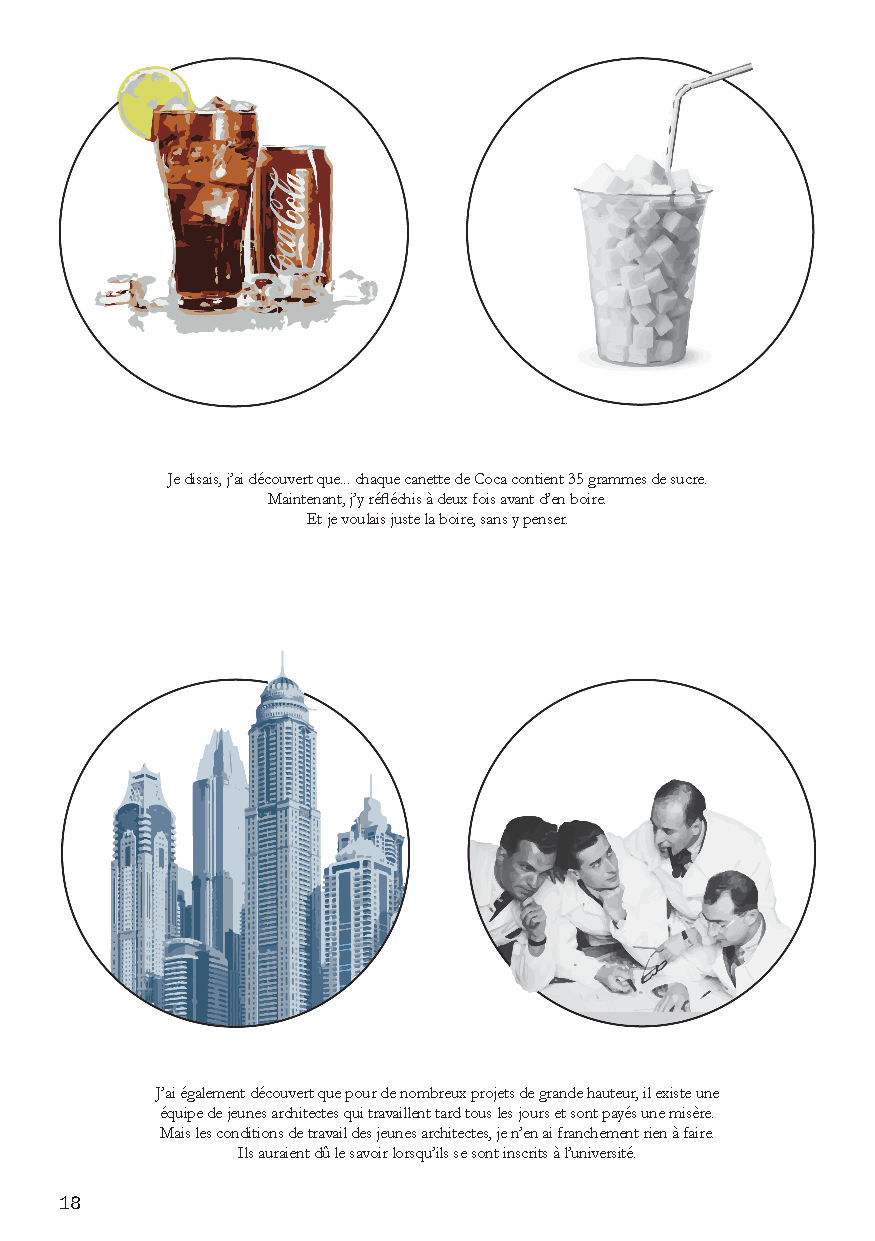 Coca-Cola
Je disais, j’ai découvert que... chaque canette de Coca contient 35 grammes de sucre.
Maintenant, j’y réfléchis à deux fois avant d’en boire.
Et je voulais juste la boire, sans y penser.
J’ai également découvert que pour de nombreux projets de grande hauteur, il existe une
équipe de jeunes architectes qui travaillent tard tous les jours et sont payés une misère.
Mais les conditions de travail des jeunes architectes, je n’en ai franchement rien à faire.
Ils auraient dû le savoir lorsqu’ils se sont inscrits à l’université.
18